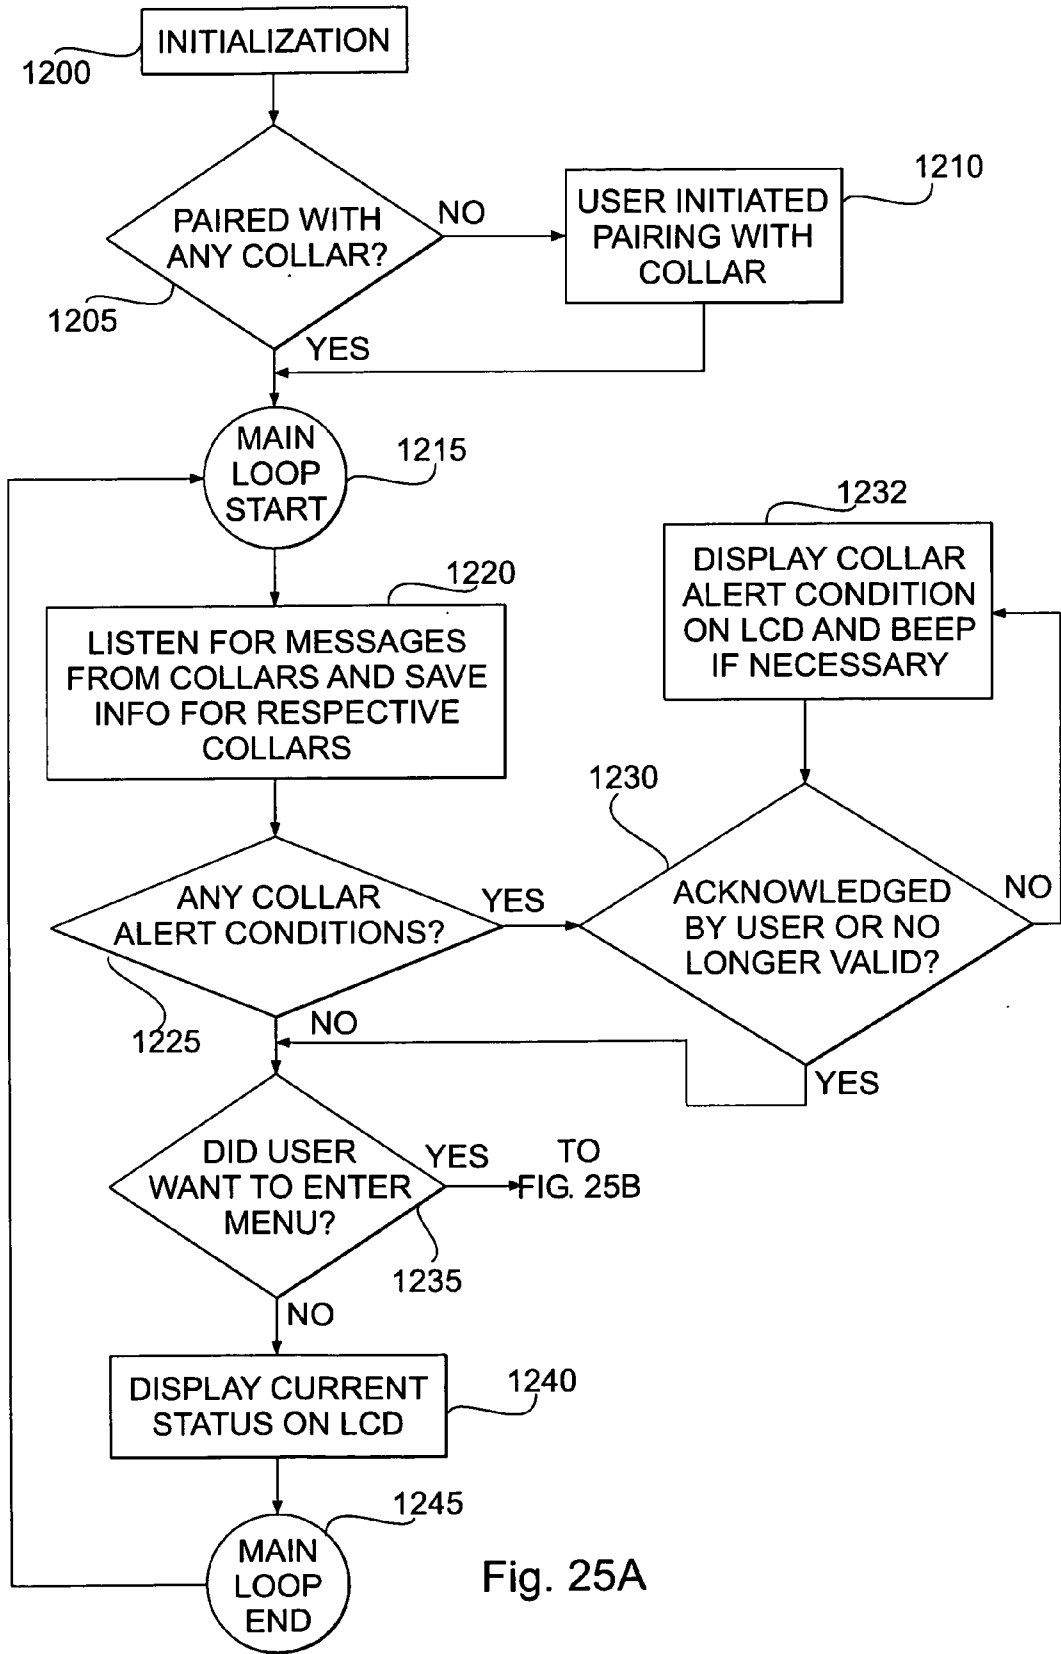 INITIALIZATION
1200
PAIRED WITH
ANY COLLAR?
1205
NO
USER INITIATED
PAIRING WITH
COLLAR
1210
YES
MAIN
LOOP
START
1215
LISTEN FOR MESSAGES
FROM COLLARS AND SAVE
INFO FOR RESPECTIVE
COLLARS
1220
ANY COLLAR
ALERT CONDITIONS?
1225
YES
NO
DISPLAY COLLAR
ALERT CONDITION
ON LCD AND BEEP
IF NECESSARY
1232
1230
ACKNOWLEDGED
BY USER OR NO
LONGER VALID?
NO
YES
DID USER
WANT TO ENTER
MENU?
1235
YES
TO
FIG. 25B
NO
DISPLAY CURRENT
STATUS ON LCD
1240
MAIN
LOOP
END
1245
Fig. 25A